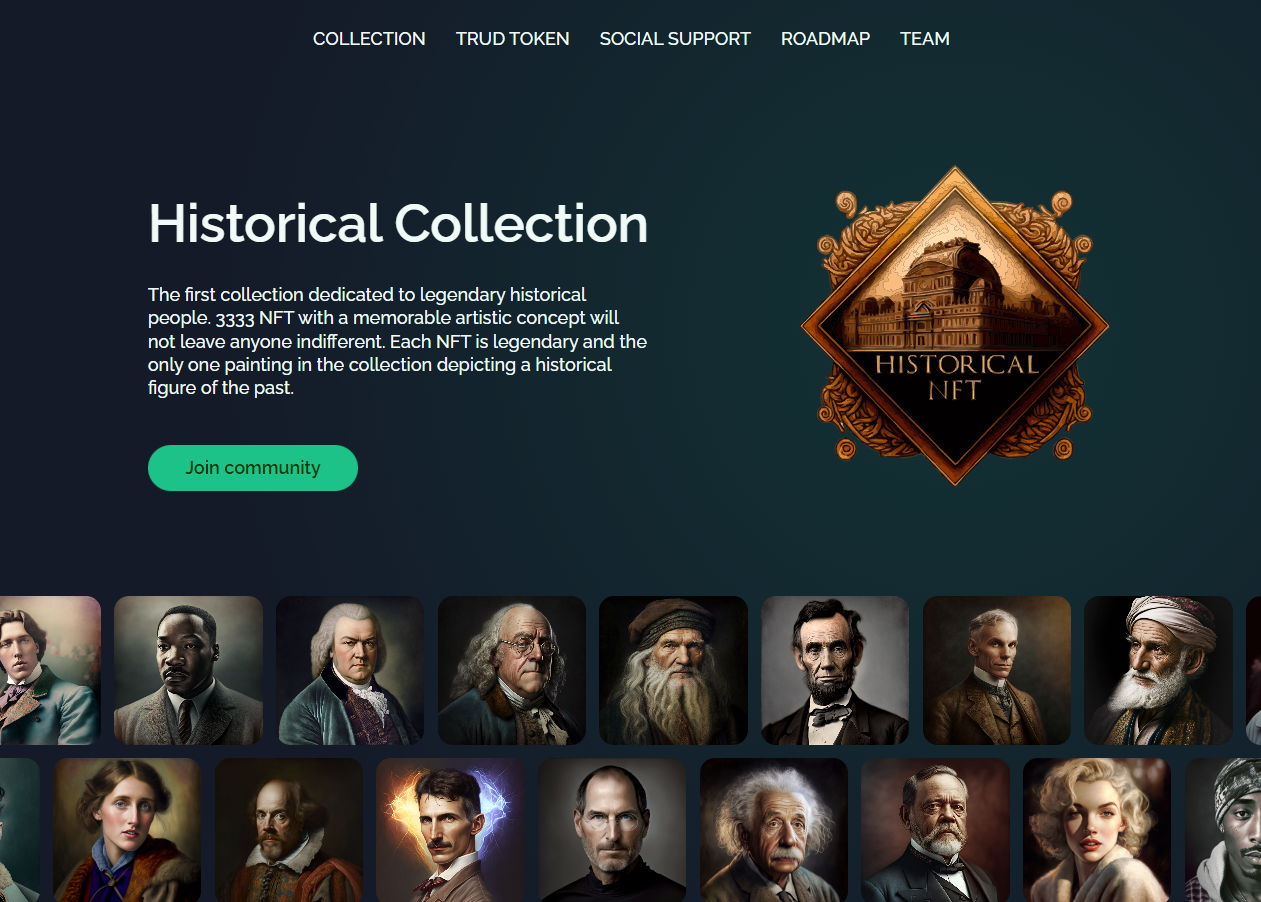 COLLECTION TRUD TOKEN SOCIAL SUPPORT ROADMAP TEAM
Historical Collection
The first collection dedicated to legendary historical
people. 3333 NFT with a memorable artistic concept will
not leave anyone indifferent. Each NFT is legendary and the
only one painting in the collection depicting a historical
figure of the past.
Join community
HISTORICAL
NFT